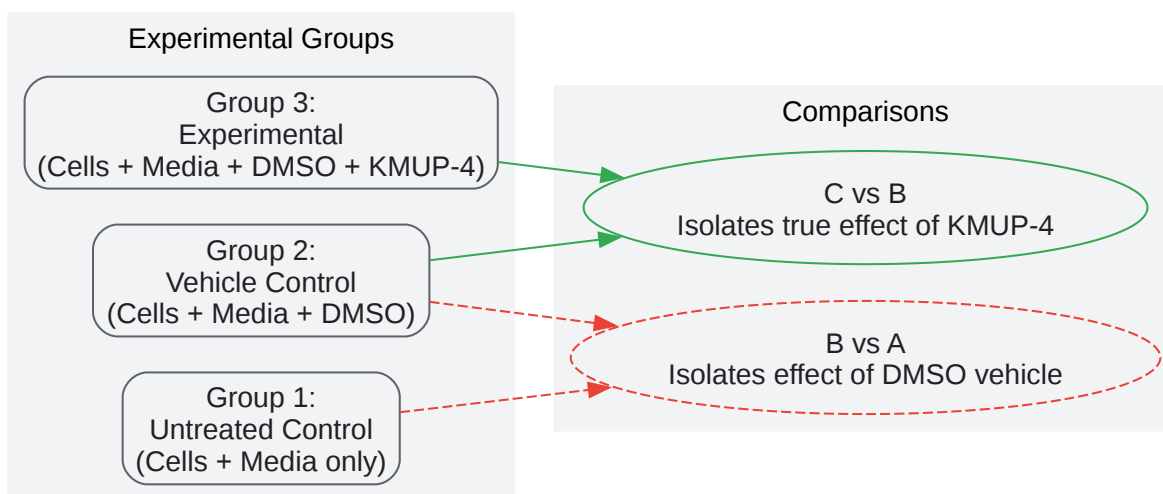 Experimental Groups
Group 3:
Experimental
(Cells + Media + DMSO + KMUP-4)
Group 2:
Vehicle Control
(Cells + Media + DMSO)
Group 1:
Untreated Control
(Cells + Media only)
Comparisons
C vs B
Isolates true effect of KMUP-4
B vs A
Isolates effect of DMSO vehicle